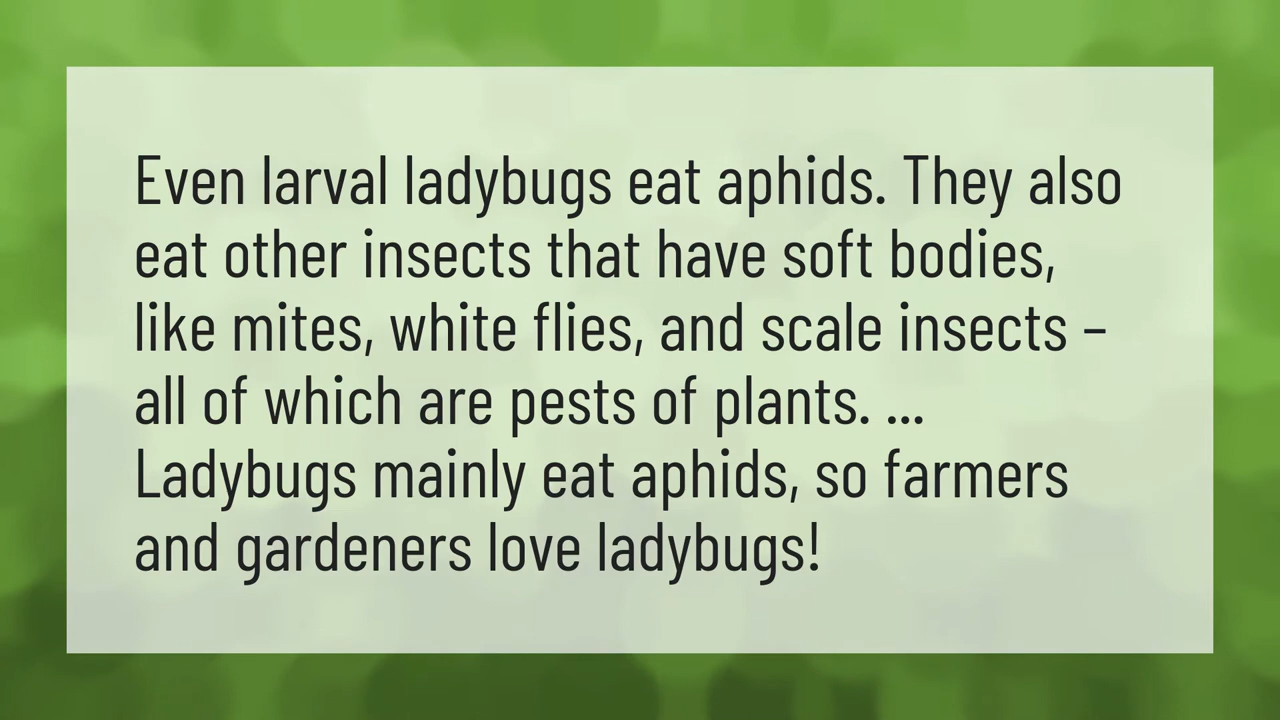 Even larval ladybugs eat aphids. They also
eat other insects that have soft bodies,
like mites, white flies, and scale insects –
all of which are pests of plants. ...
Ladybugs mainly eat aphids, so farmers
and gardeners love ladybugs!